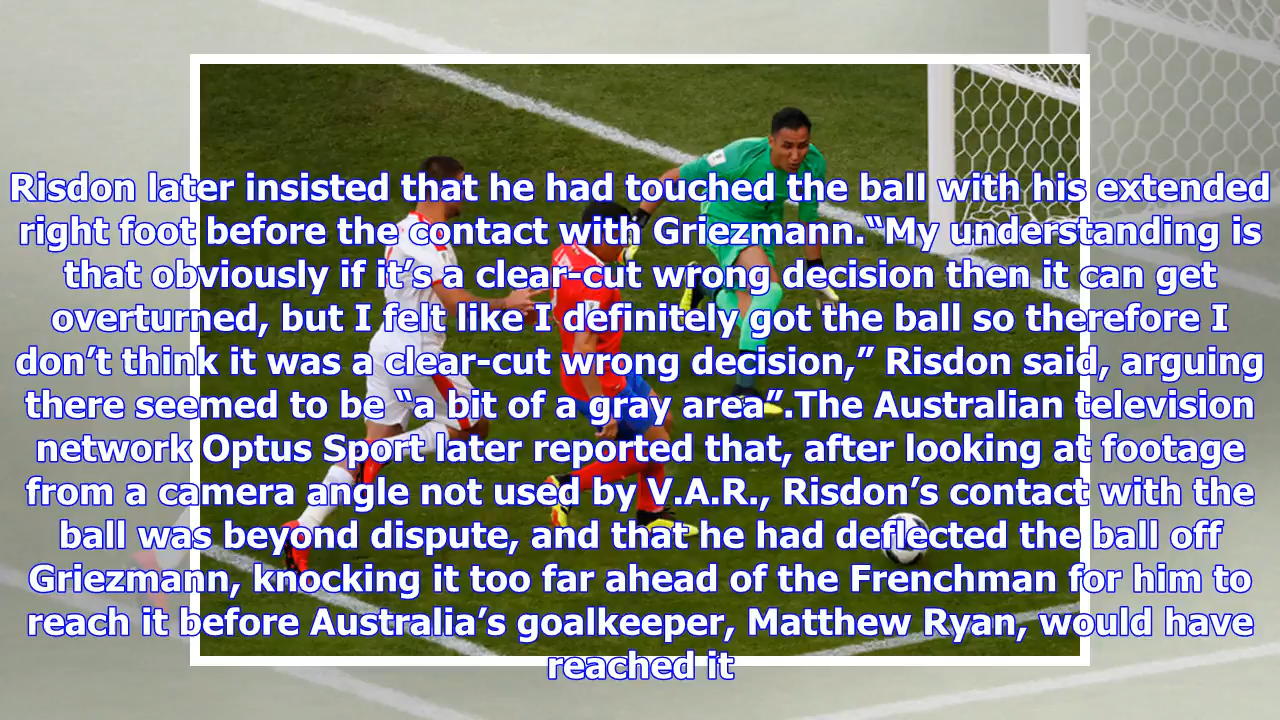 Risdon later insisted that he had touched the ball with his extended
right foot before the contact with Griezmann.“My understanding is
that obviously if it’s a clear-cut wrong decision then it can get
overturned, but I felt like I definitely got the ball so therefore I
don’t think it was a clear-cut wrong decision,” Risdon said, arguing
there seemed to be “a bit of a gray area”.The Australian television
network Optus Sport later reported that, after looking at footage
from a camera angle not used by V.A.R., Risdon’s contact with the
ball was beyond dispute, and that he had deflected the ball off
Griezmann, knocking it too far ahead of the Frenchman for him to
reach it before Australia’s goalkeeper, Matthew Ryan, would have
reached it